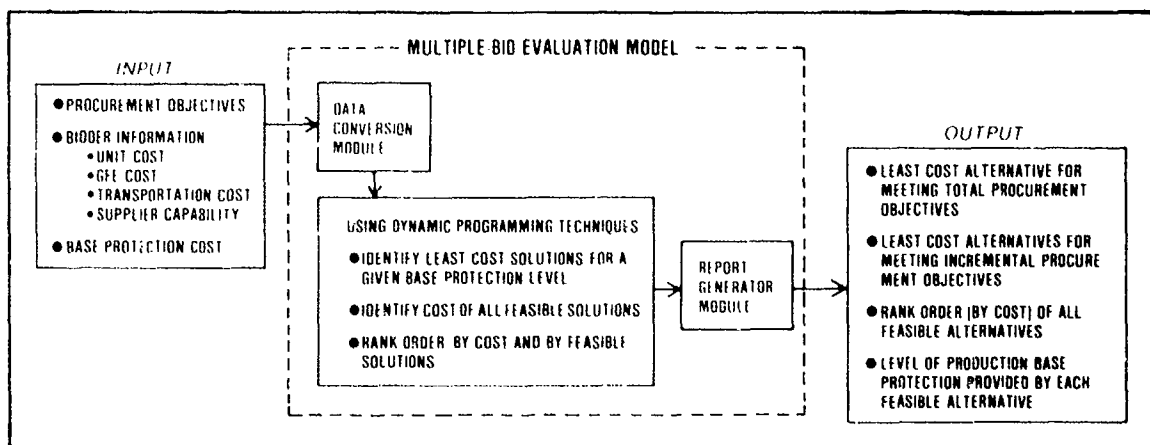 MULTIPLE BID EVALUATION MODEL
INPUT
●PROCUREMENT OBJECTIVES
●BIDDER INFORMATION
•UNIT COST
•GFE COST
•TRANSPORTATION COST
•SUPPLIER CAPABILITY
●BASE PROTECTION COST
DATA
CONVERSION
MODULE
USING DYNAMIC PROGRAMMING TECHNIQUES
●IDENTIFY LEAST COST SOLUTIONS FOR A
GIVEN BASE PROTECTION LEVEL
●IDENTIFY COST OF ALL FEASIBLE SOLUTIONS
●RANK ORDER BY COST AND BY FEASIBLE
SOLUTIONS
REPORT
GENERATOR
MODULE
OUTPUT
●LEAST COST ALTERNATIVE FOR
MEETING TOTAL PROCUREMENT
OBJECTIVES
●LEAST COST ALTERNATIVES FOR
MEETING INCREMENTAL PROCURE
MENT OBJECTIVES
●RANK ORDER (BY COST) OF ALL
FEASIBLE ALTERNATIVES
●LEVEL OF PRODUCTION BASE
PROTECTION PROVIDED BY EACH
FEASIBLE ALTERNATIVE